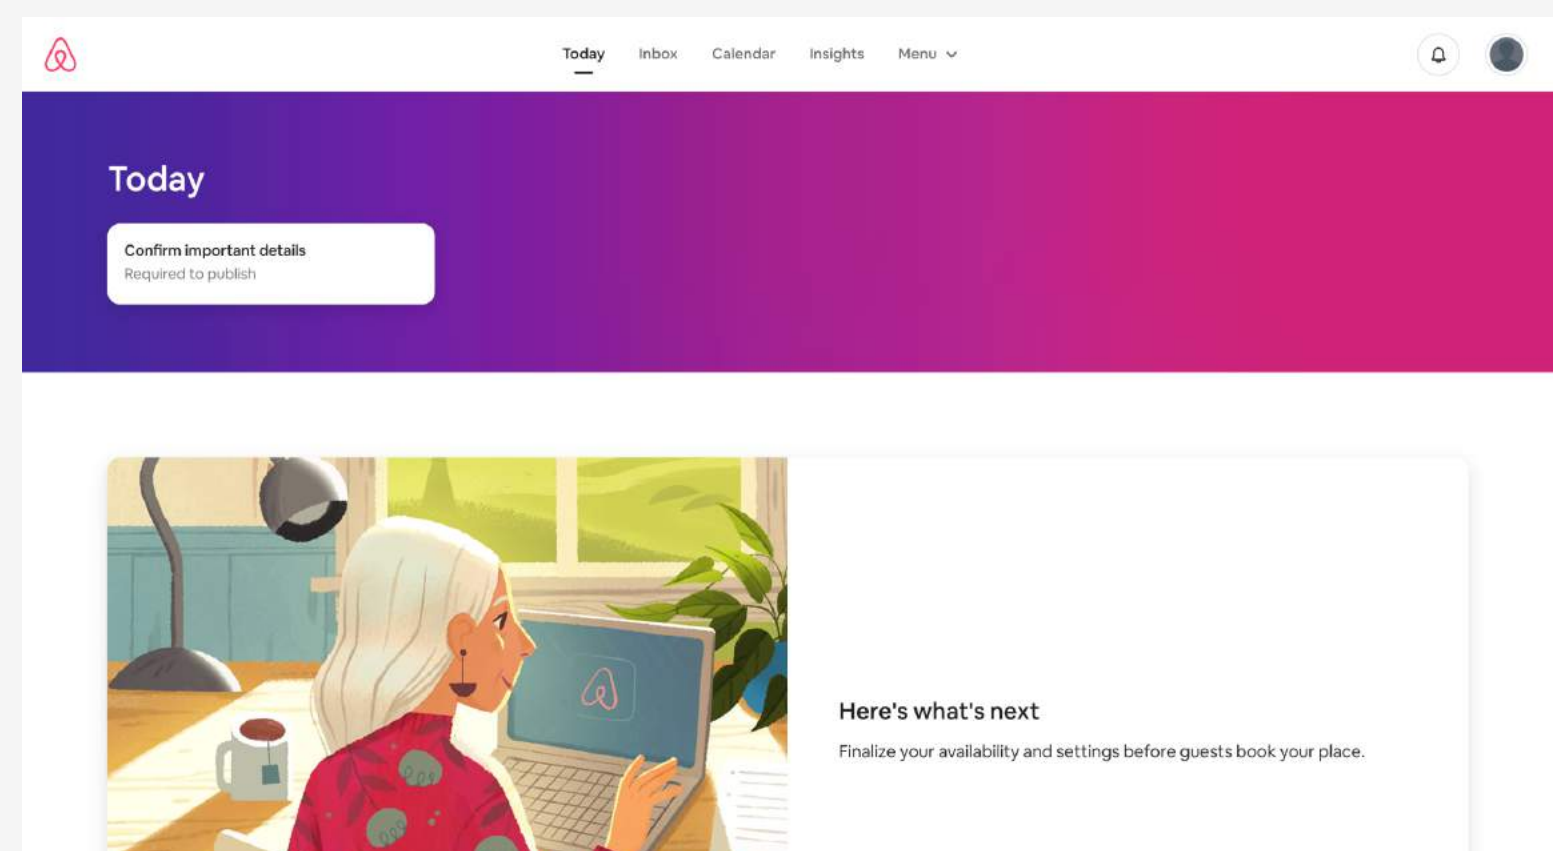 Today
Inbox
Calendar
Insights
Menu
Today
Confirm important details
Required to publish
Here's what's next
Finalize your availability and settings before guests book your place.